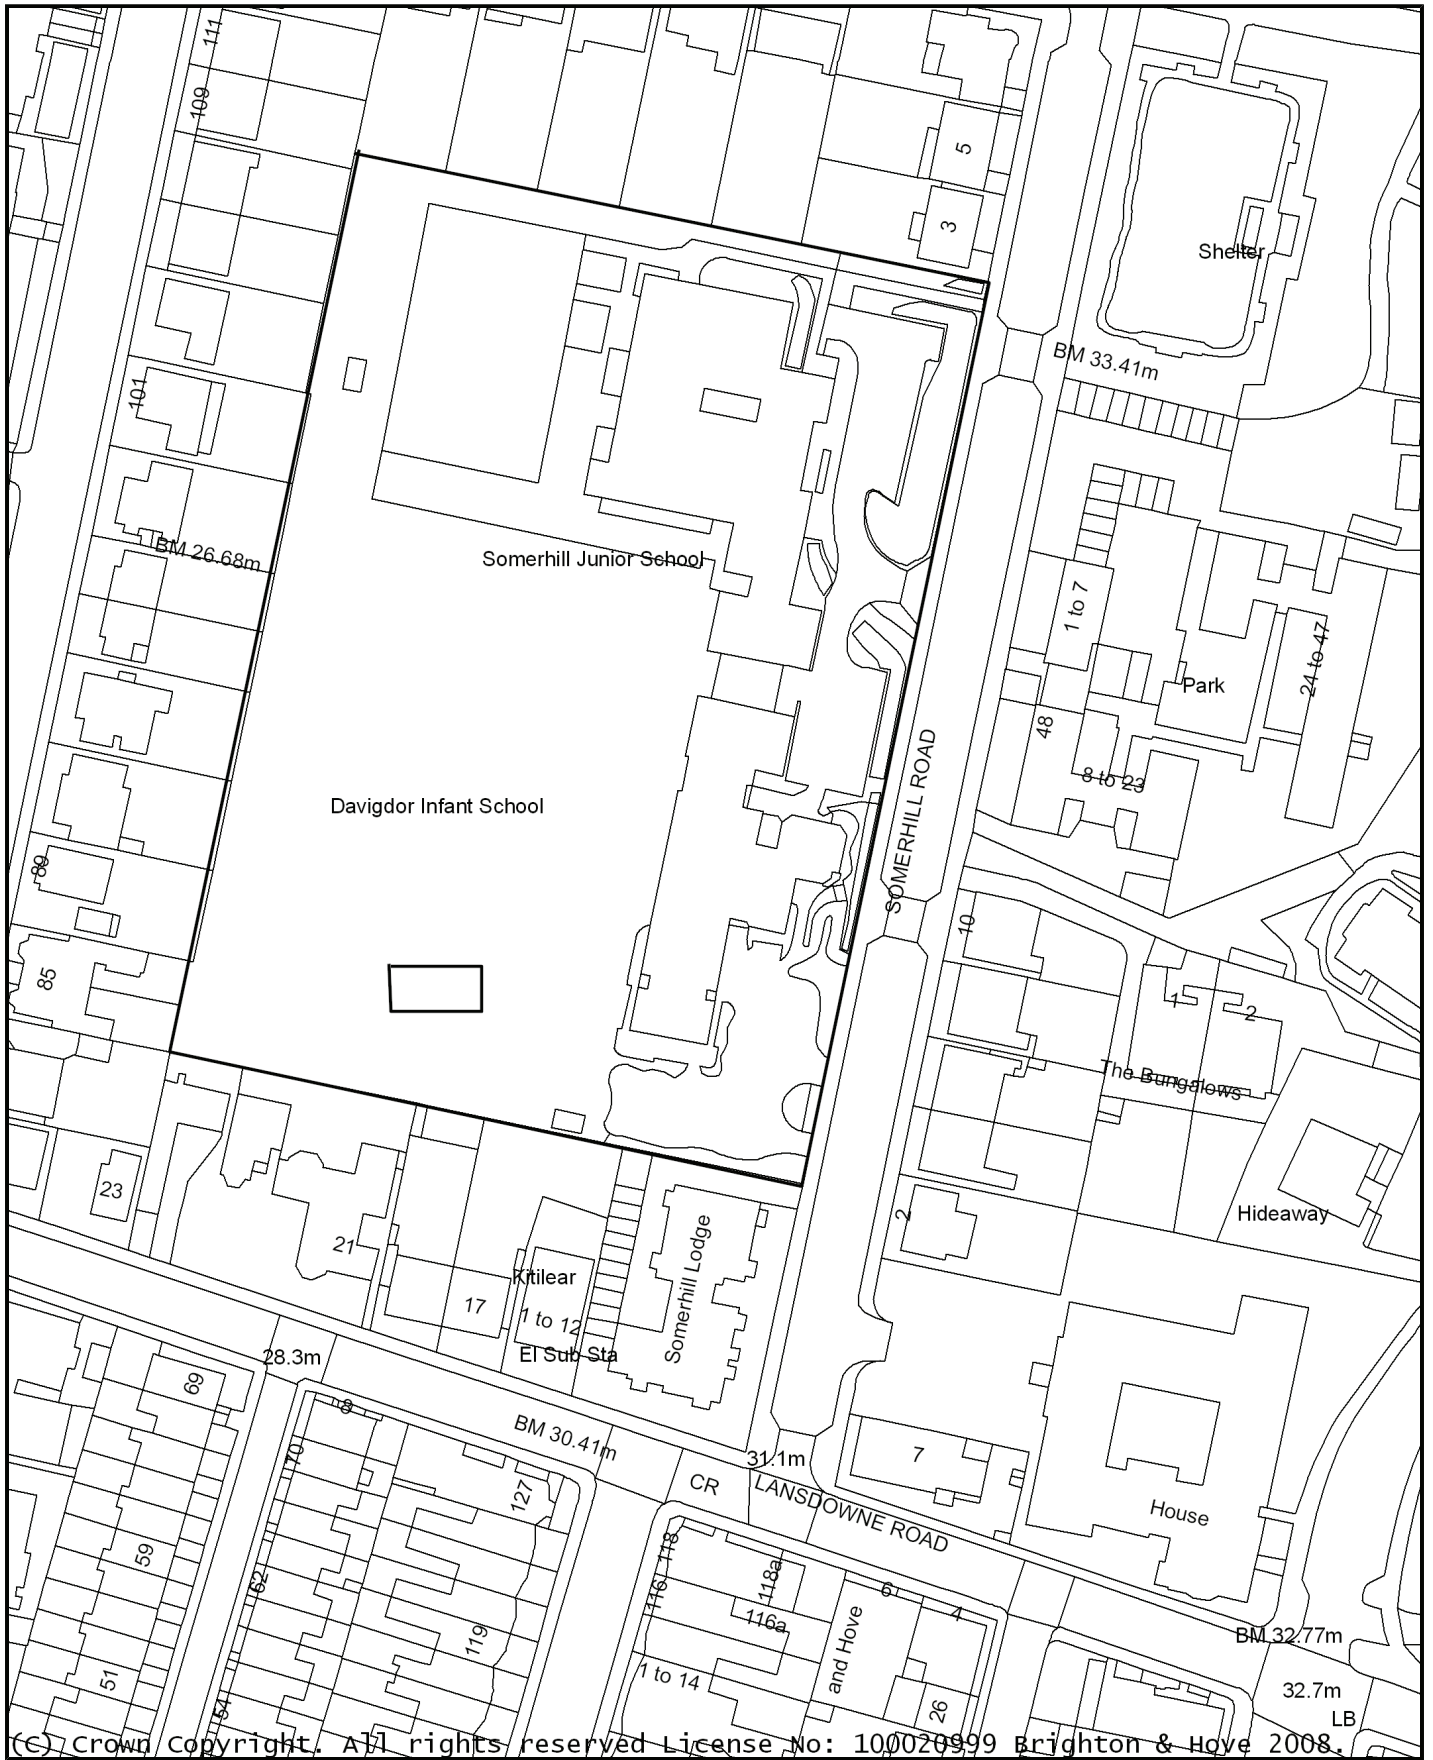 111
109
5
3
Shelter
BM 33.41m
101
BM 26.68m
Somerhill Junior School
1 to 7
24 to 47
Park
48
8 to 23
SOMERHILL ROAD
Davigdor Infant School
89
10
85
1
2
The Bungalows
23
2
Hideaway
21
Somerhill Lodge
Kitilear
17
1 to 12
El Sub Sta
28.3m
69
8
BM 30.41m
70
31.1m
7
CR
LANSDOWNE ROAD
127
House
118
59
62
116
118a
6
4
116a
BM 32.77m
119
and Hove
1 to 14
51
54
26
32.7m
LB
(C) Crown Copyright. All rights reserved License No: 100020999 Brighton & Hove 2008.